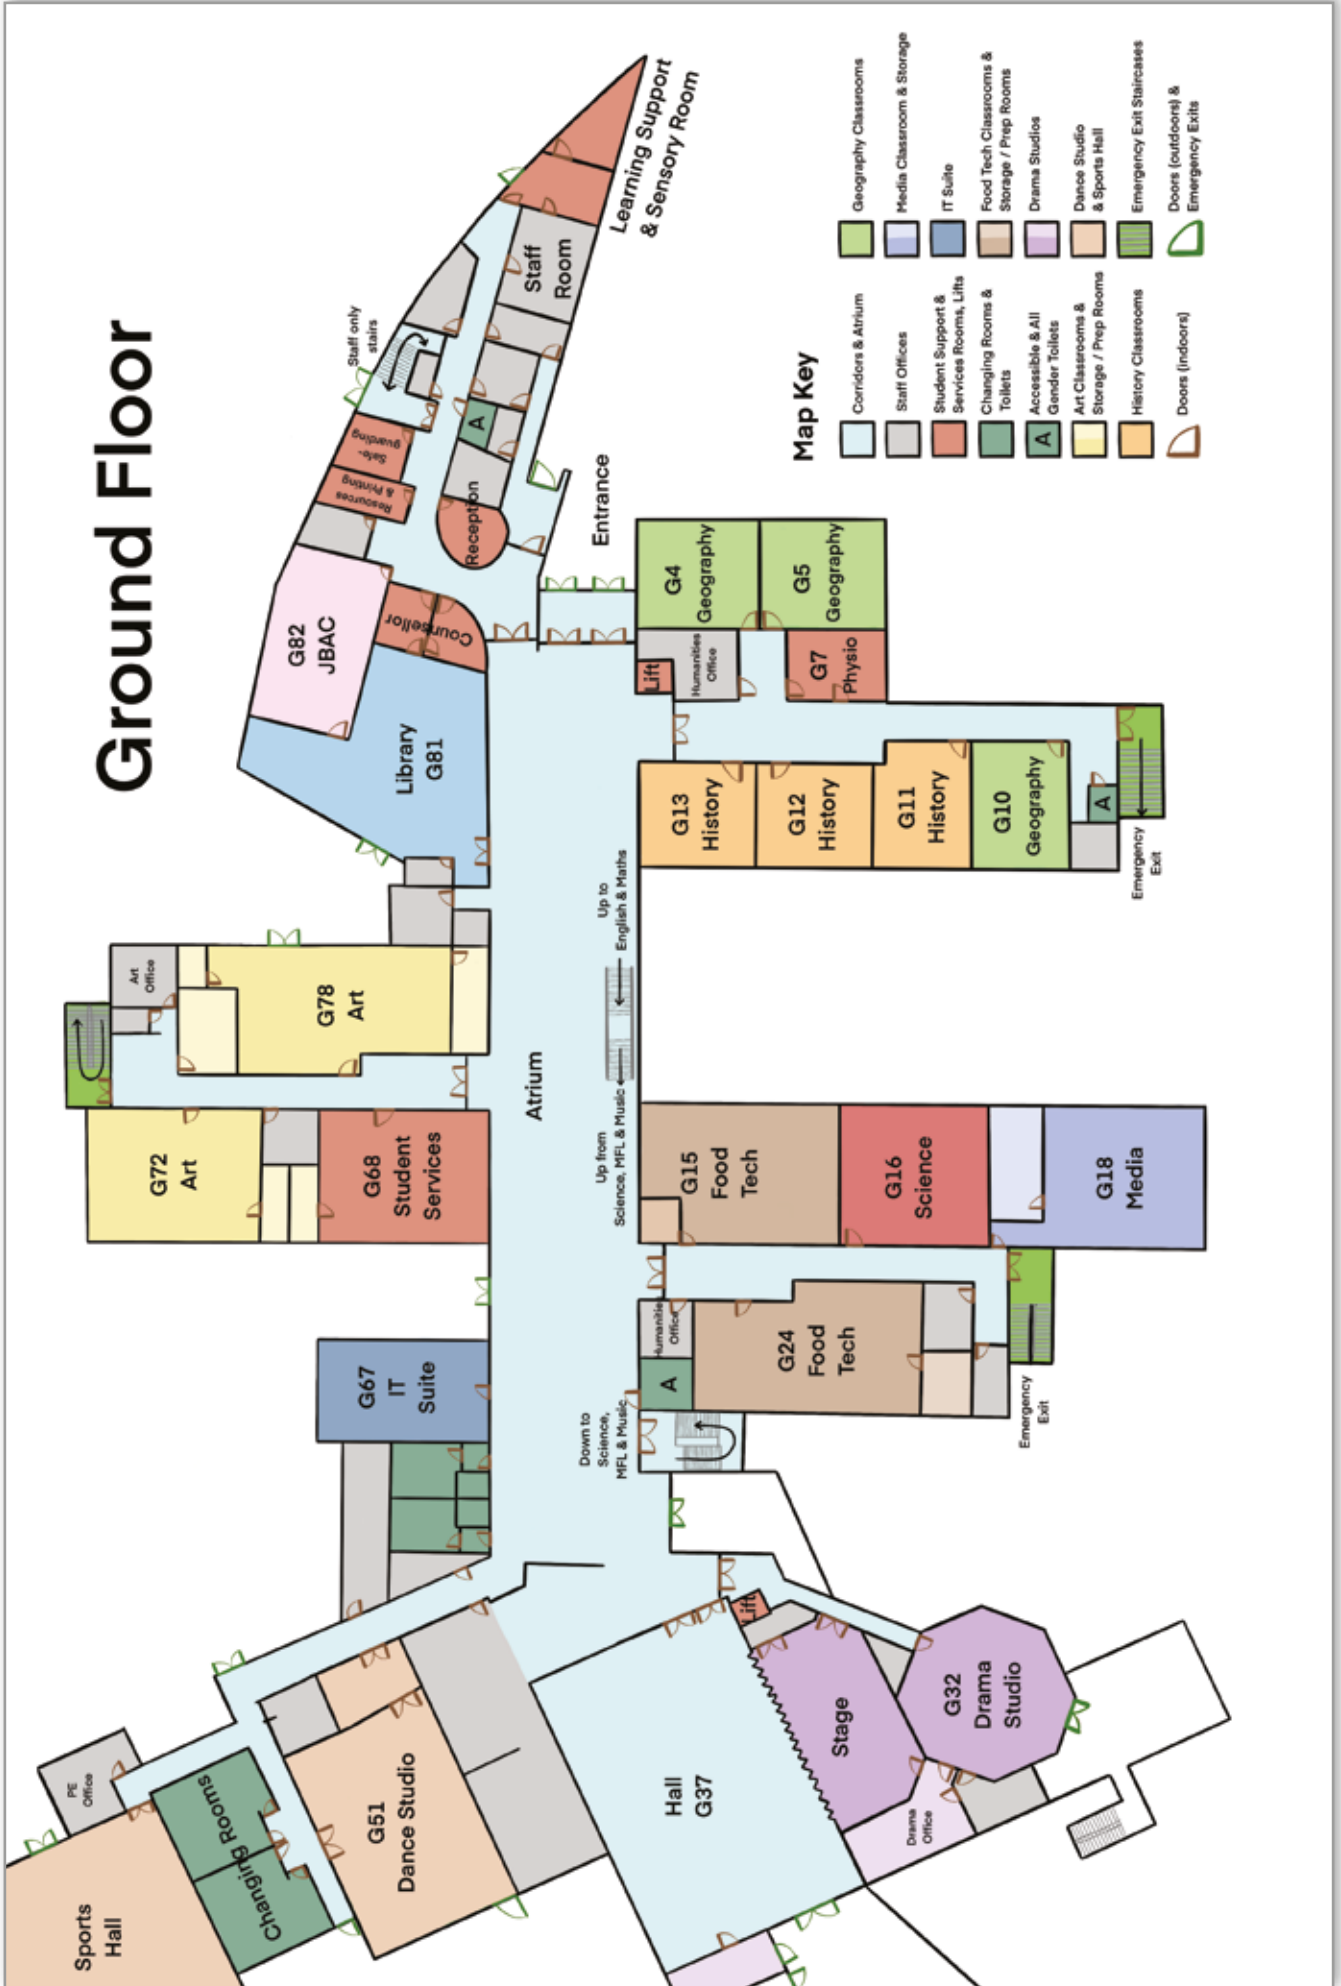 Ground Floor
Learning Support
& Sensory Room
Staff
Room
Staff only
stairs
A
Safe-
guarding
Resources
& Printing
Reception
Entrance
Counsellor
G82
JBAC
Library
G81
Map Key
Corridors & Atrium
Staff Offices
Student Support &
Services Rooms, Lifts
Changing Rooms &
Toilets
A
Accessible & All
Gender Toilets
Art Classrooms &
Storage / Prep Rooms
History Classrooms
Doors (indoors)
Geography Classrooms
Media Classroom & Storage
IT Suite
Food Tech Classrooms &
Storage / Prep Rooms
Drama Studios
Dance Studio
& Sports Hall
Emergency Exit Staircases
Doors (outdoors) &
Emergency Exits
G4
Geography
G5
Geography
Humanities
Office
Lift
G7
Physio
G13
History
G12
History
G11
History
G10
Geography
A
Emergency
Exit
Up to
English & Maths
Art
Office
G78
Art
Atrium
Up from
Science, MFL & Music
G72
Art
G68
Student
Services
G15
Food
Tech
G16
Science
G18
Media
Humanities
Office
A
G24
Food
Tech
Emergency
Exit
G67
IT
Suite
Down to
Science,
MFL & Music
Lift
Stage
G32
Drama
Studio
Drama
Office
Hall
G37
G51
Dance Studio
PE
Office
Changing Rooms
Sports
Hall